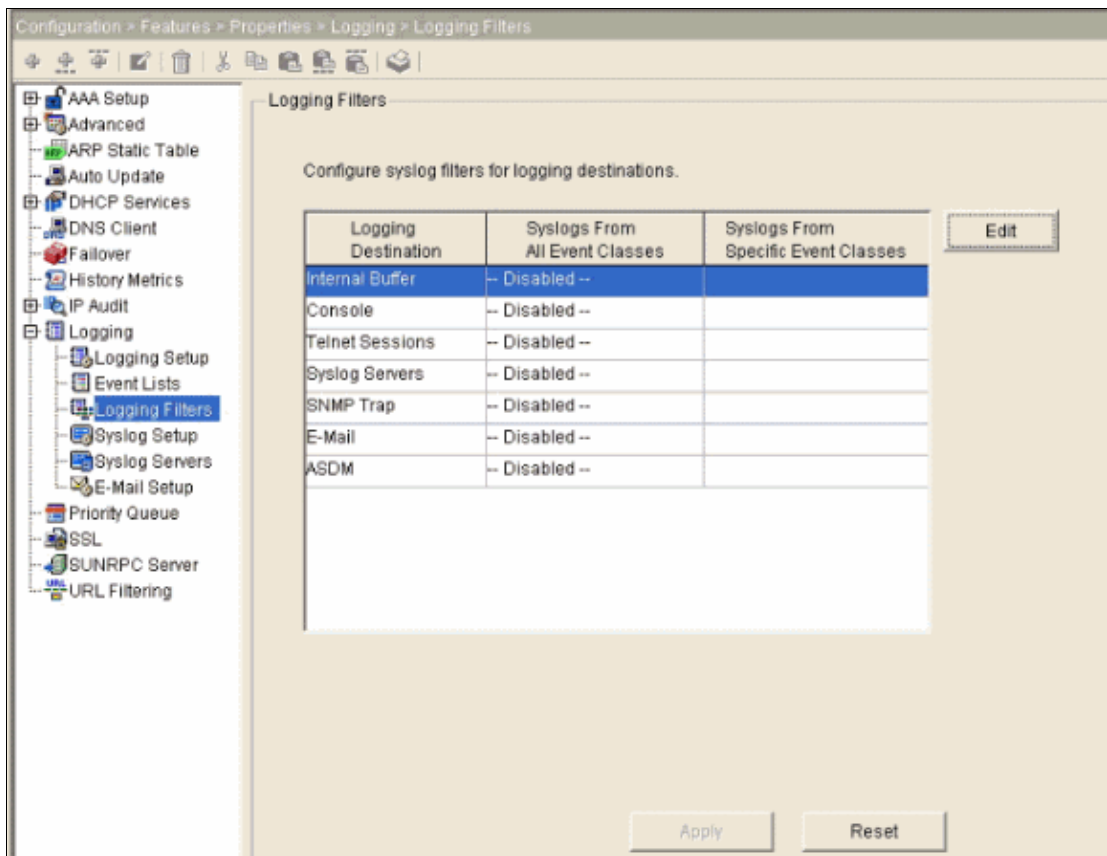 Configuration > Features > Properties > Logging > Logging Filters
AAA Setup
Advanced
ARP Static Table
Auto Update
DHCP Services
DNS Client
Failover
History Metrics
IP Audit
Logging
Logging Setup
Event Lists
Logging Filters
Syslog Setup
Syslog Servers
E-Mail Setup
Priority Queue
SSL
SUNRPC Server
URL Filtering
Logging Filters
Configure syslog filters for logging destinations.
Logging Destination
Syslogs From All Event Classes
Syslogs From Specific Event Classes
Internal Buffer -- Disabled --
Console -- Disabled --
Telnet Sessions -- Disabled --
Syslog Servers -- Disabled --
SNMP Trap -- Disabled --
E-Mail -- Disabled --
ASDM -- Disabled --
Edit
Apply
Reset